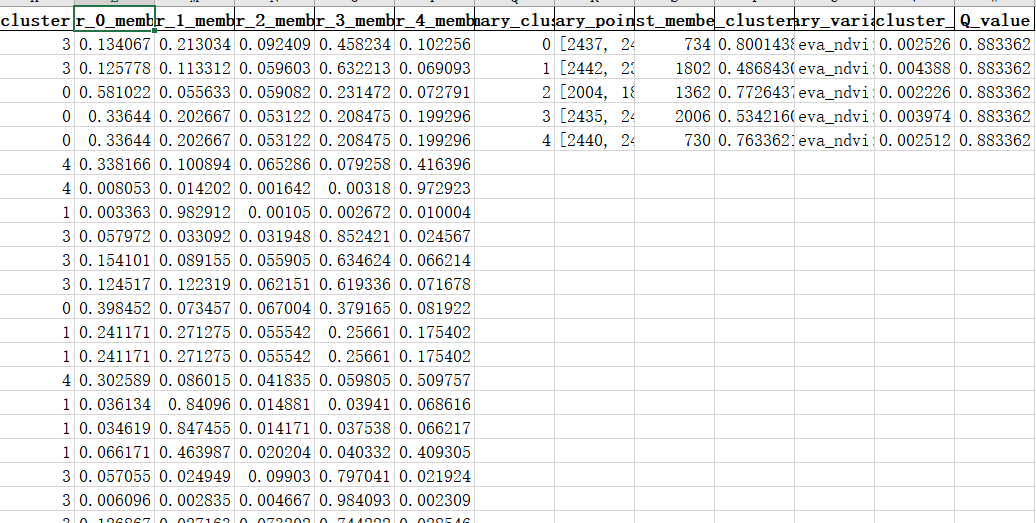 cluster r_0_memb r_1_memb r_2_memb r_3_memb r_4_memb mary_clu ary_poin st_membe _cluster ary_varia cluster_ Q_value
3 0.134067 0.213034 0.092409 0.458234 0.102256 0 [2437, 24 734 0.800143 eva_ndvi 0.002526 0.883362
3 0.125778 0.113312 0.059603 0.632213 0.069093 1 [2442, 23 1802 0.486843 eva_ndvi 0.004388 0.883362
0 0.581022 0.055633 0.059082 0.231472 0.072791 2 [2004, 18 1362 0.772643 eva_ndvi 0.002226 0.883362
0 0.33644 0.202667 0.053122 0.208475 0.199296 3 [2435, 24 2006 0.534216 eva_ndvi 0.003974 0.883362
0 0.33644 0.202667 0.053122 0.208475 0.199296 4 [2440, 24 730 0.763362 eva_ndvi 0.002512 0.883362
4 0.338166 0.100894 0.065286 0.079258 0.416396
4 0.008053 0.014202 0.001642 0.00318 0.972923
1 0.003363 0.982912 0.00105 0.002672 0.010004
3 0.057972 0.033092 0.031948 0.852421 0.024567
3 0.154101 0.089155 0.055905 0.634624 0.066214
3 0.124517 0.122319 0.062151 0.619336 0.071678
0 0.398452 0.073457 0.067004 0.379165 0.081922
1 0.241171 0.271275 0.055542 0.25661 0.175402
1 0.241171 0.271275 0.055542 0.25661 0.175402
4 0.302589 0.086015 0.041835 0.059805 0.509757
1 0.036134 0.84096 0.014881 0.03941 0.068616
1 0.034619 0.847455 0.014171 0.037538 0.066217
1 0.066171 0.463987 0.020204 0.040332 0.409305
3 0.057055 0.024949 0.09903 0.797041 0.021924
3 0.006096 0.002835 0.004667 0.984093 0.002309